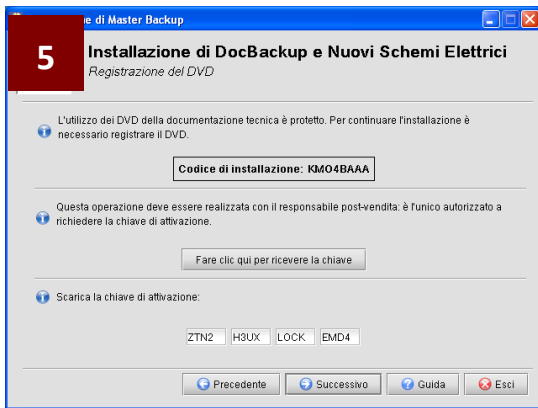 ne di Master Backup
5
Installazione di DocBackup e Nuovi Schemi Elettrici
Registrazione del DVD
L'utilizzo dei DVD della documentazione tecnica è protetto. Per continuare l'installazione è
necessario registrare il DVD.
Codice di installazione: KMO4BAAA
Questa operazione deve essere realizzata con il responsabile post-vendita: è l'unico autorizzato a
richiedere la chiave di attivazione.
Fare clic qui per ricevere la chiave
Scarica la chiave di attivazione:
ZTN2 H3UX LOCK EMD4
Precedente Successivo Guida Esci